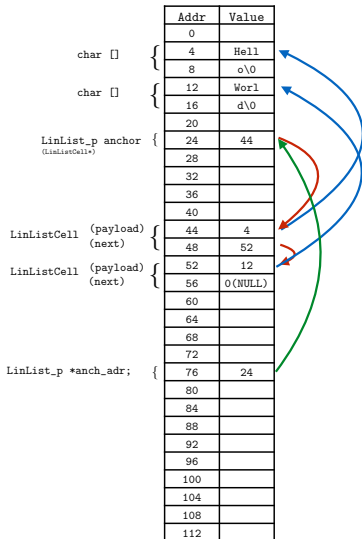 Addr Value
0
char [] { 4 Hell
8 o\0
char [] { 12 Worl
16 d\0
20
LinList_p anchor { 24 44
(LinListCell*)
28
32
36
40
LinListCell (payload) { 44 4
(next) 48 52
LinListCell (payload) { 52 12
(next) 56 0(NULL)
60
64
68
72
LinList_p *anch_adr; { 76 24
80
84
88
92
96
100
104
108
112